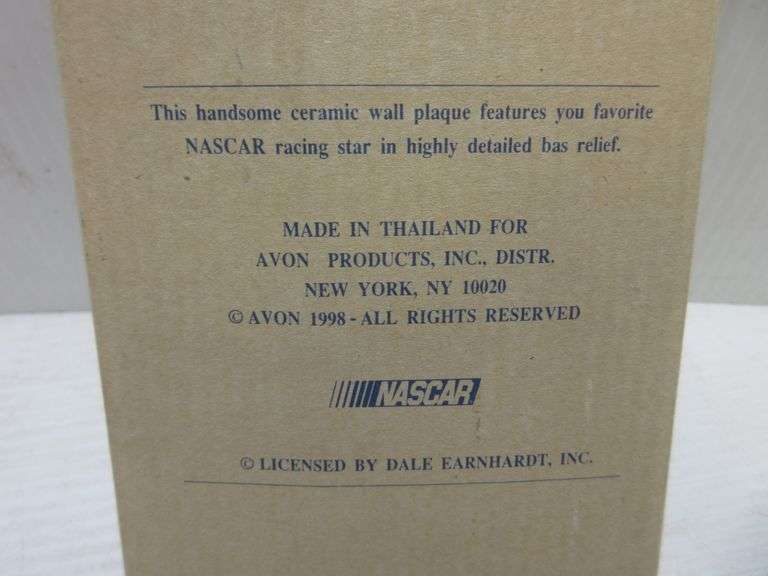 This handsome ceramic wall plaque features you favorite
NASCAR racing star in highly detailed bas relief.
MADE IN THAILAND FOR
AVON PRODUCTS, INC., DISTR.
NEW YORK, NY 10020
© AVON 1998 - ALL RIGHTS RESERVED
NASCAR
© LICENSED BY DALE EARNHARDT, INC.